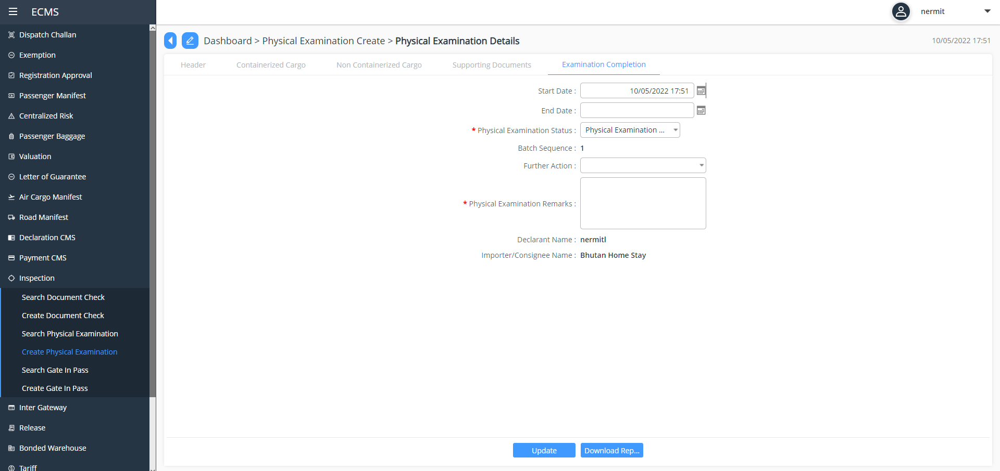 ECMS
nermit
Dispatch Challan
Exemption
Registration Approval
Passenger Manifest
Centralized Risk
Passenger Baggage
Valuation
Letter of Guarantee
Air Cargo Manifest
Road Manifest
Declaration CMS
Payment CMS
Inspection
Search Document Check
Create Document Check
Search Physical Examination
Create Physical Examination
Search Gate In Pass
Create Gate In Pass
Inter Gateway
Release
Bonded Warehouse
Tariff
Dashboard > Physical Examination Create > Physical Examination Details
10/05/2022 17:51
Header Containerized Cargo Non Containerized Cargo Supporting Documents Examination Completion
Start Date : 10/05/2022 17:51
End Date :
* Physical Examination Status : Physical Examination ...
Batch Sequence : 1
Further Action :
* Physical Examination Remarks :
Declarant Name : nermitl
Importer/Consignee Name : Bhutan Home Stay
Update Download Rep...